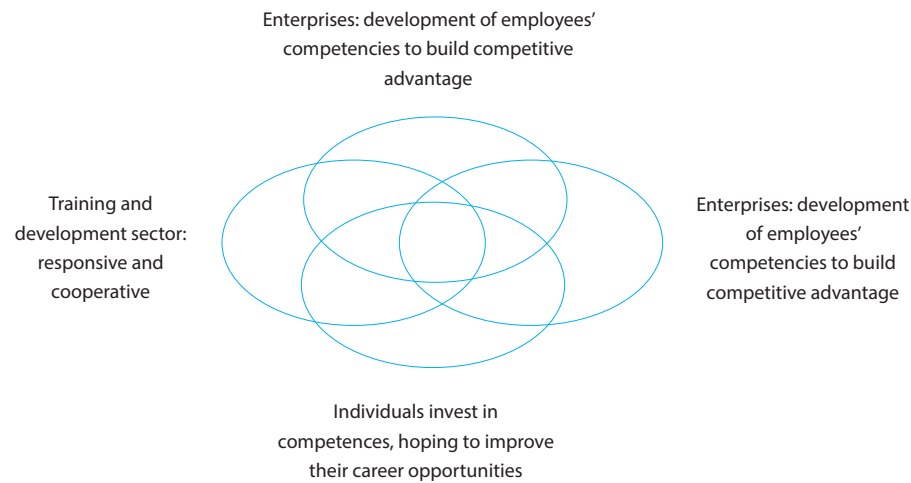 Enterprises: development of employees’
competencies to build competitive
advantage
Training and
development sector:
responsive and
cooperative
Enterprises: development
of employees’
competencies to build
competitive advantage
Individuals invest in
competences, hoping to improve
their career opportunities